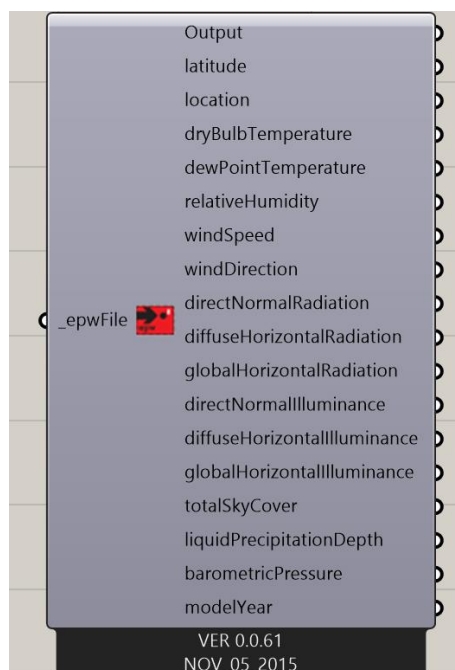 Output
latitude
location
dryBulbTemperature
dewPointTemperature
relativeHumidity
windSpeed
windDirection
directNormalRadiation
_epwFile
diffuseHorizontalRadiation
globalHorizontalRadiation
directNormalIlluminance
diffuseHorizontalIlluminance
globalHorizontalIlluminance
totalSkyCover
liquidPrecipitationDepth
barometricPressure
modelYear
VER 0.0.61
NOV_05_2015